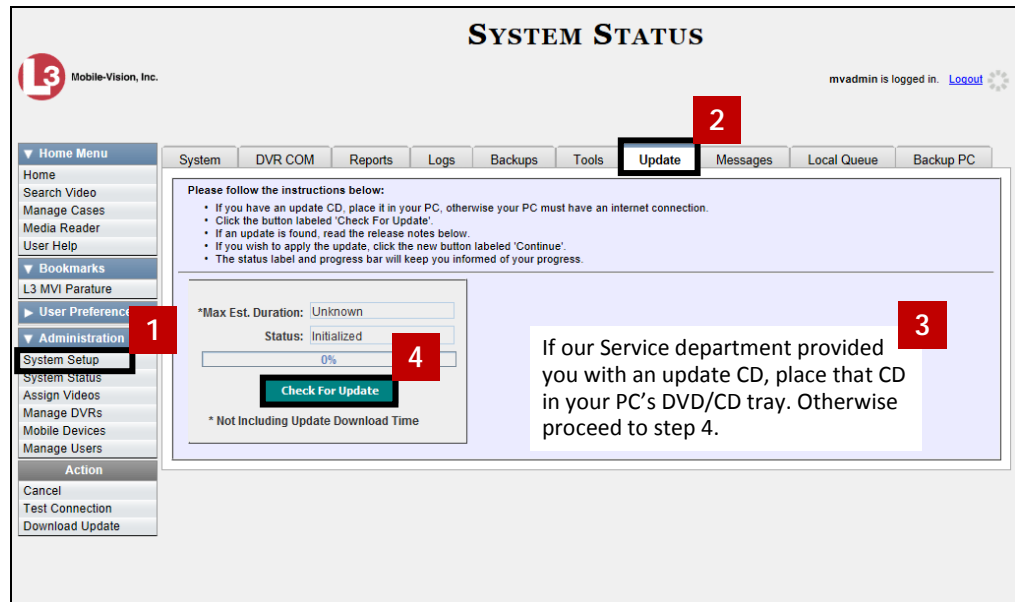 SYSTEM STATUS
L3 Mobile-Vision, Inc.
mvadmin is logged in. Logout
2
▼ Home Menu
Home
Search Video
Manage Cases
Media Reader
User Help
▼ Bookmarks
L3 MVI Parature
► User Preference
1
▼ Administration
System Setup
System Status
Assign Videos
Manage DVRs
Mobile Devices
Manage Users
Action
Cancel
Test Connection
Download Update
System DVR COM Reports Logs Backups Tools Update Messages Local Queue Backup PC
Please follow the instructions below:
• If you have an update CD, place it in your PC, otherwise your PC must have an internet connection.
• Click the button labeled 'Check For Update'.
• If an update is found, read the release notes below.
• If you wish to apply the update, click the new button labeled 'Continue'.
• The status label and progress bar will keep you informed of your progress.
*Max Est. Duration: Unknown
Status: Initialized
0%
4
Check For Update
* Not Including Update Download Time
3
If our Service department provided
you with an update CD, place that CD
in your PC’s DVD/CD tray. Otherwise
proceed to step 4.